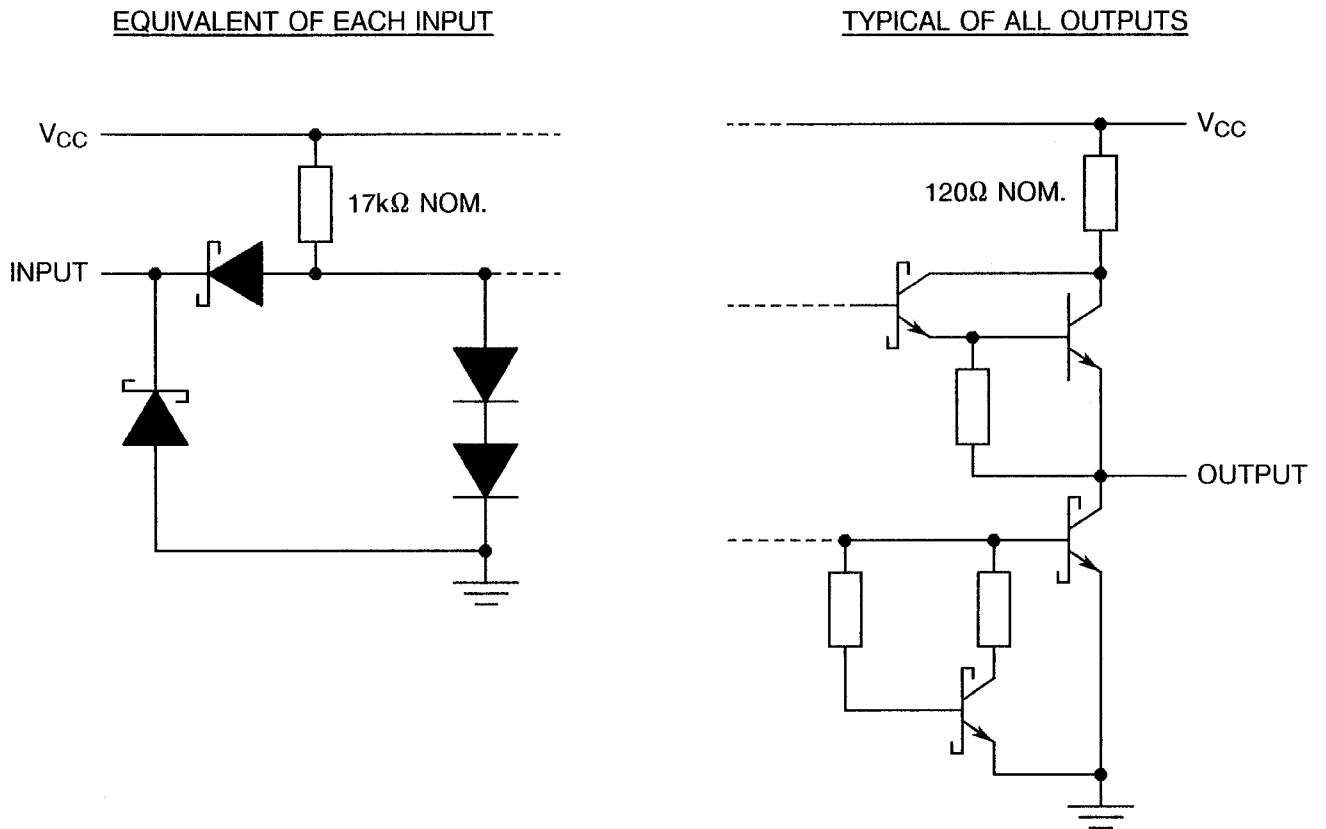 EQUIVALENT OF EACH INPUT
TYPICAL OF ALL OUTPUTS
VCC
17kΩ NOM.
INPUT
VCC
120Ω NOM.
OUTPUT